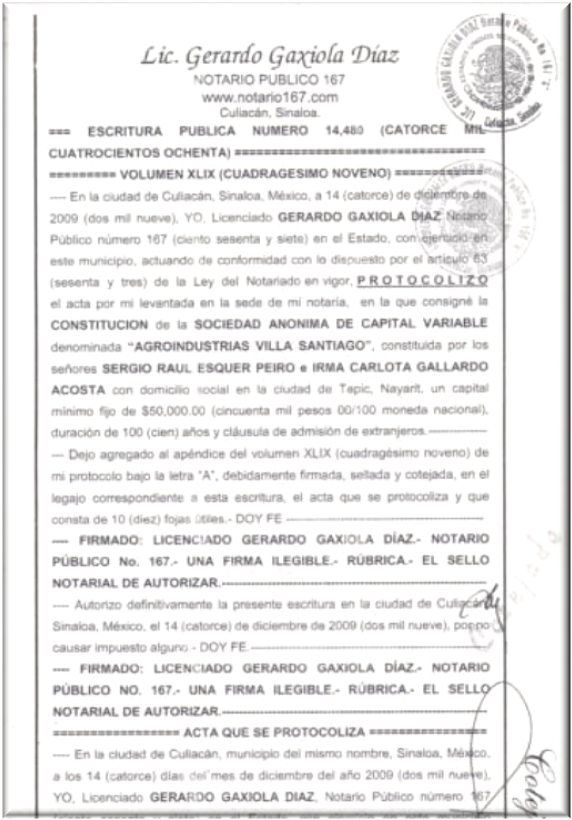 Lic. Gerardo Gaxiola Díaz
NOTARIO PUBLICO 167
www.notario167.com
Culiacán, Sinaloa.
LIC. GERARDO GAXIOLA DIAZ Notario Público No. 167
Culiacán, Sinaloa
=== ESCRITURA PUBLICA NUMERO 14,480 (CATORCE MIL
CUATROCIENTOS OCHENTA) ==================================
========= VOLUMEN XLIX (CUADRAGESIMO NOVENO) ============
---- En la ciudad de Culiacán, Sinaloa, México, a 14 (catorce) de diciembre de
2009 (dos mil nueve), YO, Licenciado GERARDO GAXIOLA DIAZ Notario
Público número 167 (ciento sesenta y siete) en el Estado, con ejercicio en
este municipio, actuando de conformidad con lo dispuesto por el artículo 63
(sesenta y tres) de la Ley del Notariado en vigor, P R O T O C O L I Z O
el acta por mi levantada en la sede de mi notaría, en la que consigné la
CONSTITUCION de la SOCIEDAD ANONIMA DE CAPITAL VARIABLE
denominada "AGROINDUSTRIAS VILLA SANTIAGO", constituida por los
señores SERGIO RAUL ESQUER PEIRO e IRMA CARLOTA GALLARDO
ACOSTA con domicilio social en la ciudad de Tepic, Nayarit, un capital
mínimo fijo de $50,000.00 (cincuenta mil pesos 00/100 moneda nacional),
duración de 100 (cien) años y cláusula de admisión de extranjeros.-------------
---- Dejo agregado al apéndice del volumen XLIX (cuadragésimo noveno) de
mi protocolo bajo la letra "A", debidamente firmada, sellada y cotejada, en el
legajo correspondiente a esta escritura, el acta que se protocoliza y que
consta de 10 (diez) fojas útiles.- DOY FE --------------------------------------------
---- FIRMADO: LICENCIADO GERARDO GAXIOLA DÍAZ.- NOTARIO
PÚBLICO No. 167.- UNA FIRMA ILEGIBLE.- RÚBRICA.- EL SELLO
NOTARIAL DE AUTORIZAR.----------------------------------------------------------
---- Autorizo definitivamente la presente escritura en la ciudad de Culiacán,
Sinaloa, México, el 14 (catorce) de diciembre de 2009 (dos mil nueve), por no
causar impuesto alguno - DOY FE.----------------------------------------------------
---- FIRMADO: LICENCIADO GERARDO GAXIOLA DÍAZ.- NOTARIO
PÚBLICO NO. 167.- UNA FIRMA ILEGIBLE.- RÚBRICA.- EL SELLO
NOTARIAL DE AUTORIZAR.----------------------------------------------------------
================= ACTA QUE SE PROTOCOLIZA ================
---- En la ciudad de Culiacán, municipio del mismo nombre, Sinaloa, México,
a los 14 (catorce) días del mes de diciembre del año 2009 (dos mil nueve),
YO, Licenciado GERARDO GAXIOLA DIAZ, Notario Público número 167